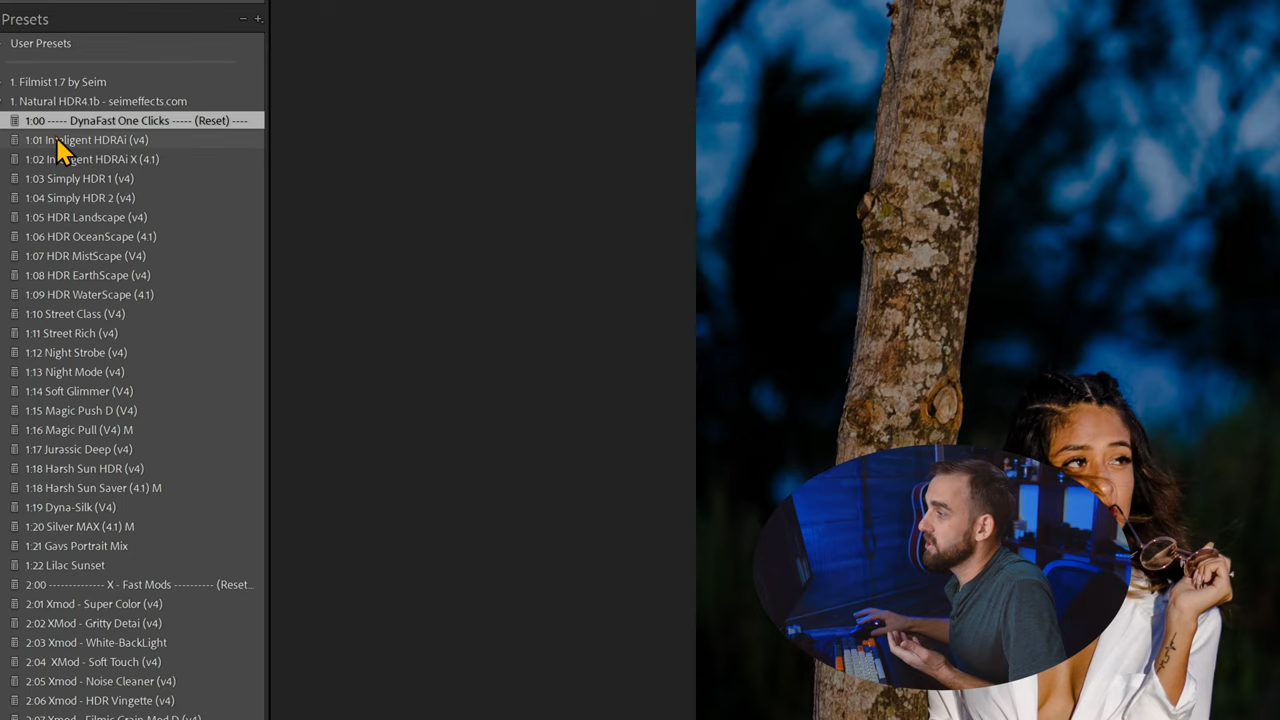 Presets
User Presets
1. Filmist 1.7 by Seim
1. Natural HDR4.1b - seimeffects.com
1:00 ----- DynaFast One Clicks ----- (Reset) ----
1:01 Intelligent HDRAi (v4)
1:02 Intelligent HDRAi X (4.1)
1:03 Simply HDR 1 (v4)
1:04 Simply HDR 2 (v4)
1:05 HDR Landscape (v4)
1:06 HDR OceanScape (4.1)
1:07 HDR MistScape (V4)
1:08 HDR EarthScape (v4)
1:09 HDR WaterScape (4.1)
1:10 Street Class (V4)
1:11 Street Rich (v4)
1:12 Night Strobe (v4)
1:13 Night Mode (v4)
1:14 Soft Glimmer (V4)
1:15 Magic Push D (V4)
1:16 Magic Pull (V4) M
1:17 Jurassic Deep (v4)
1:18 Harsh Sun HDR (v4)
1:18 Harsh Sun Saver (4.1) M
1:19 Dyna-Silk (V4)
1:20 Silver MAX (4.1) M
1:21 Gavs Portrait Mix
1:22 Lilac Sunset
2:00 ------------- X - Fast Mods ---------- (Reset...
2:01 Xmod - Super Color (v4)
2:02 XMod - Gritty Detai (v4)
2:03 XMod - White-BackLight
2:04 XMod - Soft Touch (v4)
2:05 Xmod - Noise Cleaner (v4)
2:06 Xmod - HDR Vingette (v4)
2:07 Xmod - Filmic Grain Mod D (v4)